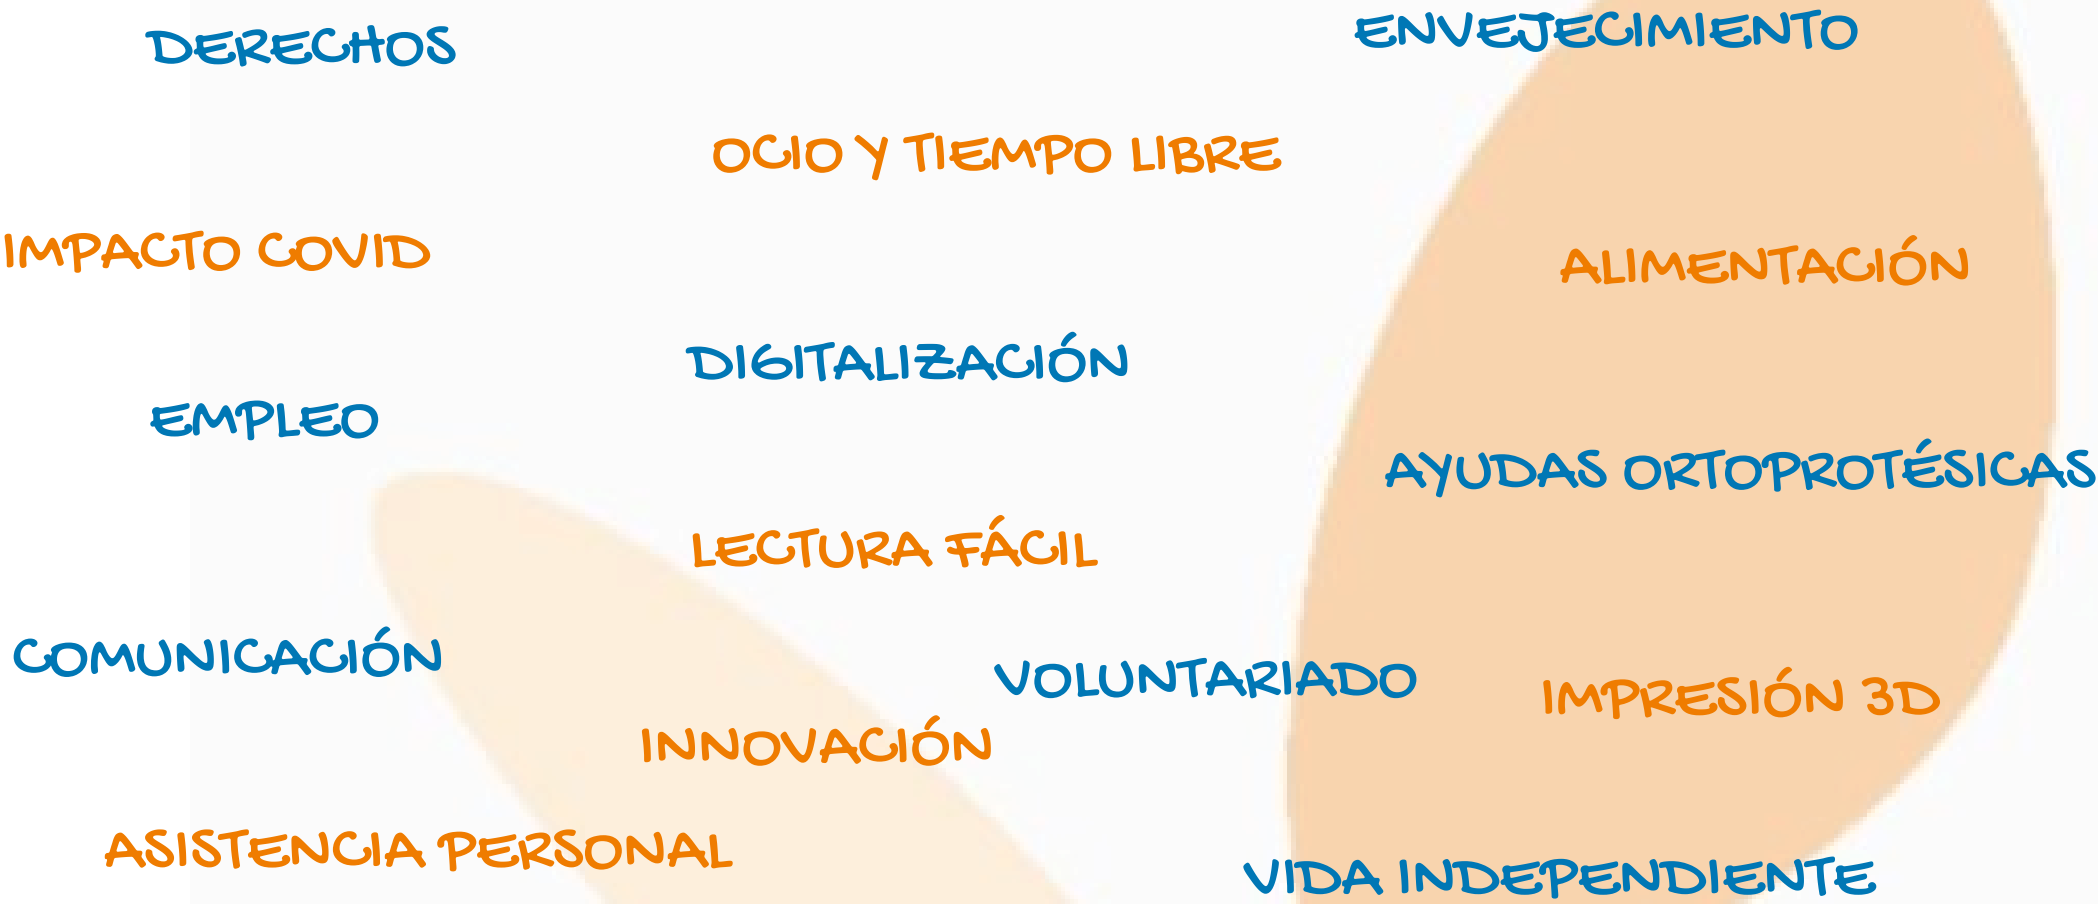 DERECHOS
ENVEJECIMIENTO
OCIO Y TIEMPO LIBRE
IMPACTO COVID
ALIMENTACIÓN
DIGITALIZACIÓN
EMPLEO
AYUDAS ORTOPROTÉSICAS
LECTURA FÁCIL
COMUNICACIÓN
VOLUNTARIADO
IMPRESIÓN 3D
INNOVACIÓN
ASISTENCIA PERSONAL
VIDA INDEPENDIENTE